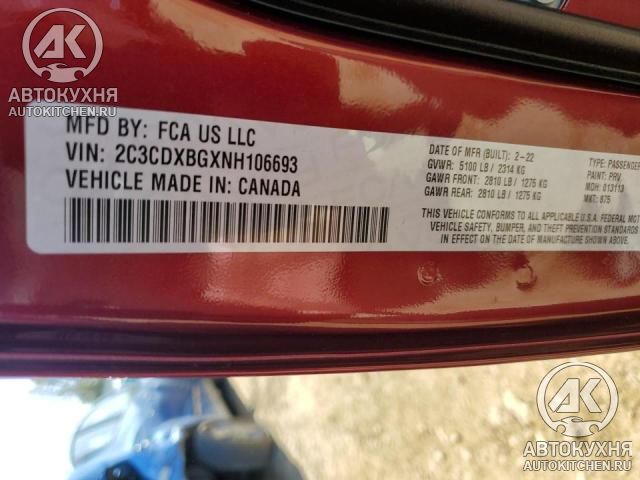 AK
АВТОКУХНЯ
AUTOKITCHEN.RU
MFD BY: FCA US LLC
VIN: 2C3CDXBGXNH106693
VEHICLE MADE IN: CANADA
DATE OF MFR (BUILT): 2-22
GVWR: 5100 LB / 2314 KG
GAWR FRONT: 2810 LB / 1275 KG
GAWR REAR: 2810 LB / 1275 KG
TYPE: PASSENGER
PAINT: PRV
MDH: 013113
MKT: 875
THIS VEHICLE CONFORMS TO ALL APPLICABLE U.S.A. FEDERAL MOT
VEHICLE SAFETY, BUMPER, AND THEFT PREVENTION STANDARDS
IN EFFECT ON THE DATE OF MANUFACTURE SHOWN ABOVE
AK
АВТОКУХНЯ
AUTOKITCHEN.RU